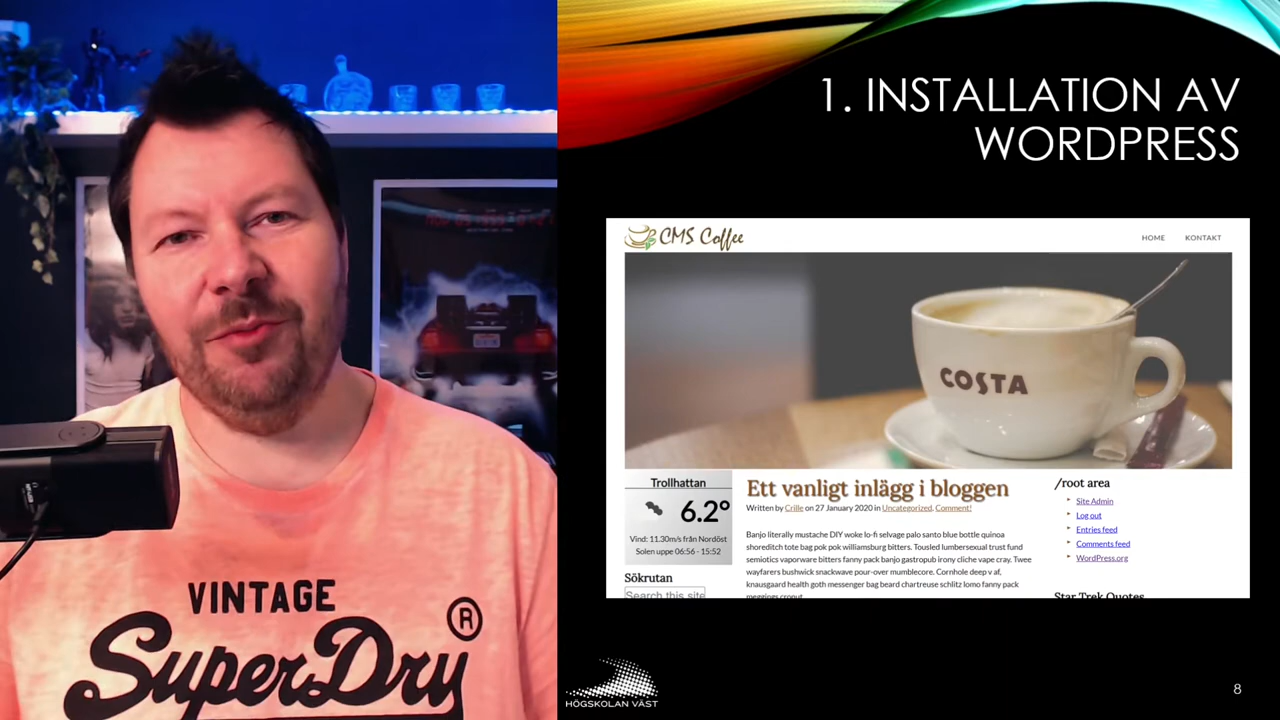 VINTAGE
SuperDry
®
1. INSTALLATION AV
WORDPRESS
CMS Coffee
HOME KONTAKT
COSTA
Trollhattan
6.2°
Vind: 11.30m/s från Nordöst
Solen uppe 06:56 - 15:52
Sökrutan
Search this site
Ett vanligt inlägg i bloggen
Written by Crille on 27 January 2020 in Uncategorized. Comment!
Banjo literally mustache DIY woke lo-fi selvage palo santo blue bottle quinoa
shoreditch tote bag pok pok williamsburg bitters. Tousled lumbersexual trust fund
semiotics vaporware bitters fanny pack banjo gastropub irony cliche vape cray. Twee
wayfarers bushwick snackwave pour-over mumblecore. Cornhole deep v af,
knausgaard health goth messenger bag beard chartreuse schlitz lomo fanny pack
meggings cronut
/root area
Site Admin
Log out
Entries feed
Comments feed
WordPress.org
Star Trek Quotes
HÖGSKOLAN VÄST
8